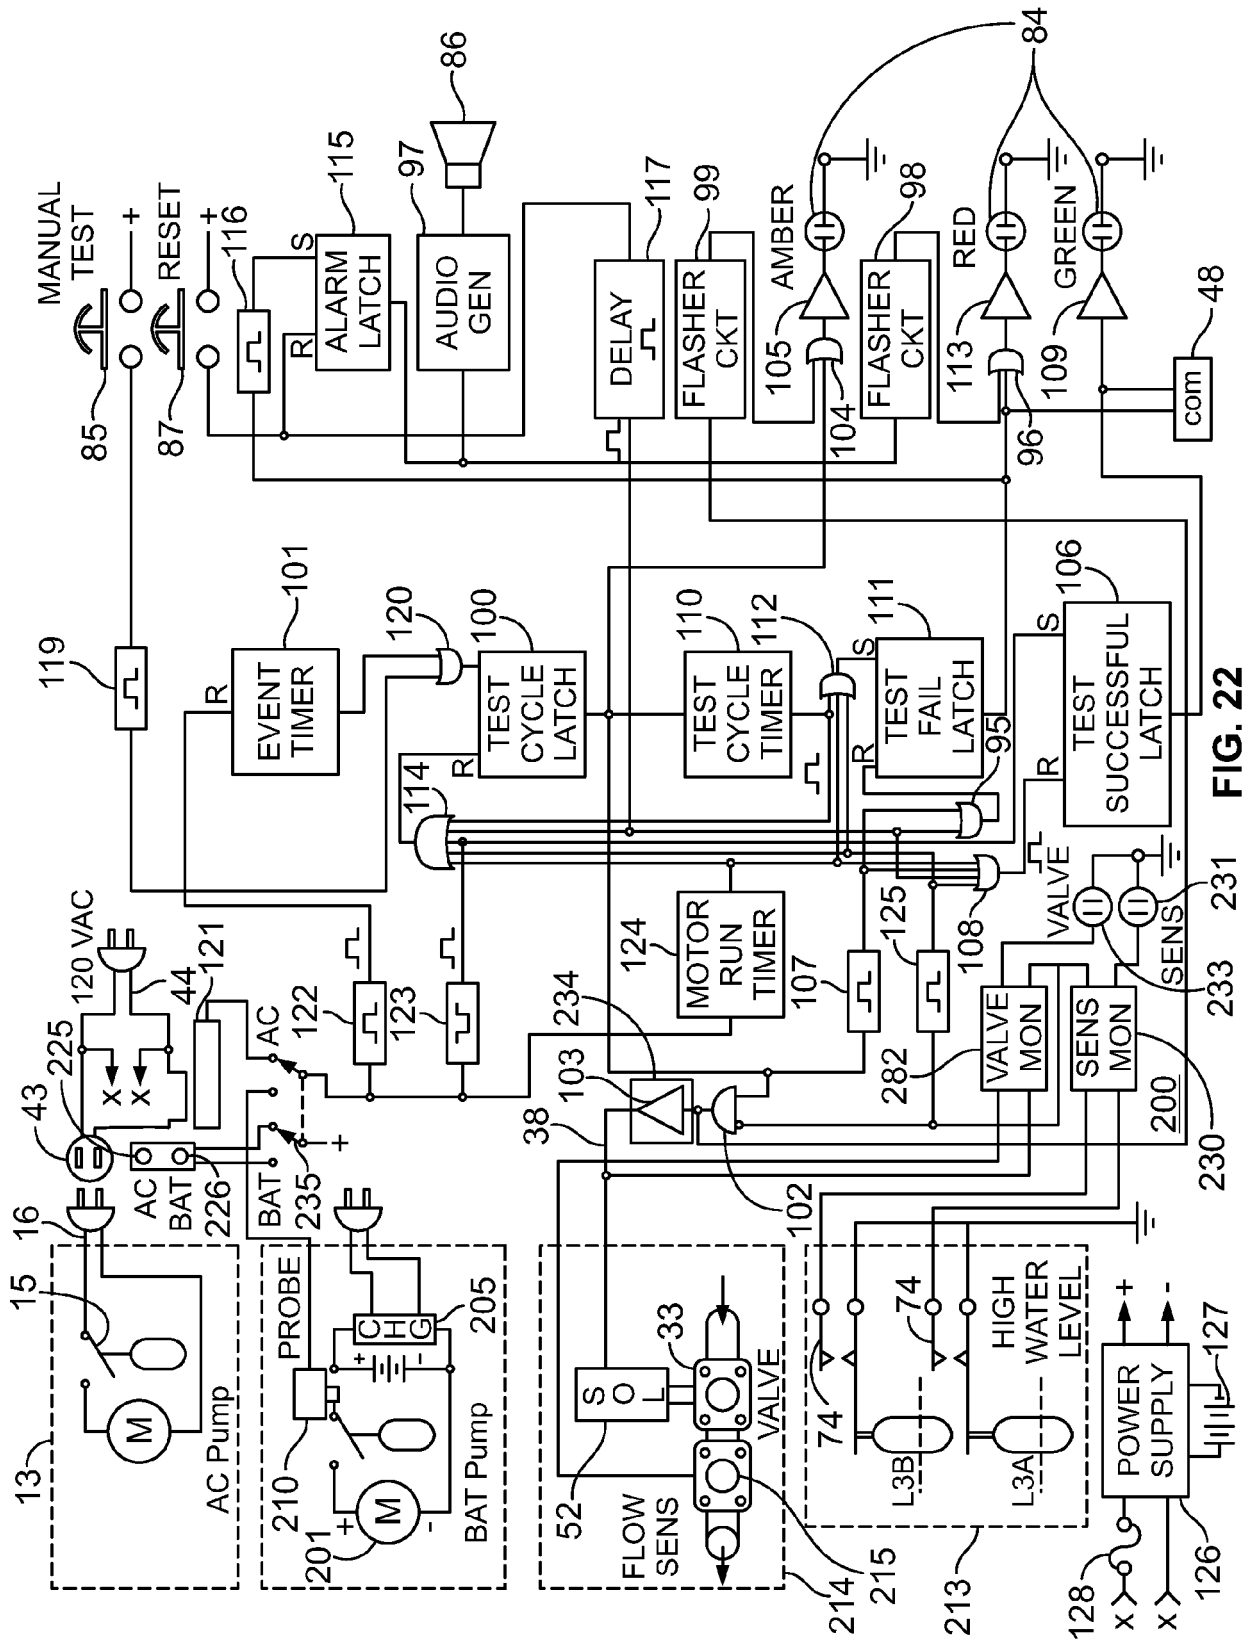 13
15
16
43
225
120 VAC
44
121
X
X
M
AC Pump
AC
BAT
226
BAT
AC
235
+
122
123
PROBE
210
C H G
205
+
-
+
M
-
201
BAT Pump
MANUAL
TEST
85
+
RESET
87
+
119
116
R
S
ALARM
LATCH
115
AUDIO
GEN
97
86
R
EVENT
TIMER
101
120
114
R
TEST
CYCLE
LATCH
100
DELAY
117
FLASHER
CKT
99
AMBER
105
104
84
FLASHER
CKT
98
RED
113
96
GREEN
109
com
48
TEST
CYCLE
TIMER
110
112
R
S
TEST
FAIL
LATCH
111
95
R
S
TEST
SUCCESSFUL
LATCH
106
MOTOR
RUN
TIMER
124
107
125
108
38
103
234
102
282
VALVE
MON
SENS
MON
200
230
VALVE
SENS
233
231
S
O
L
52
33
VALVE
FLOW
SENS
214
215
74
74
L3B
L3A
HIGH
WATER
LEVEL
213
POWER
SUPPLY
+
-
127
126
128
X
X
FIG. 22